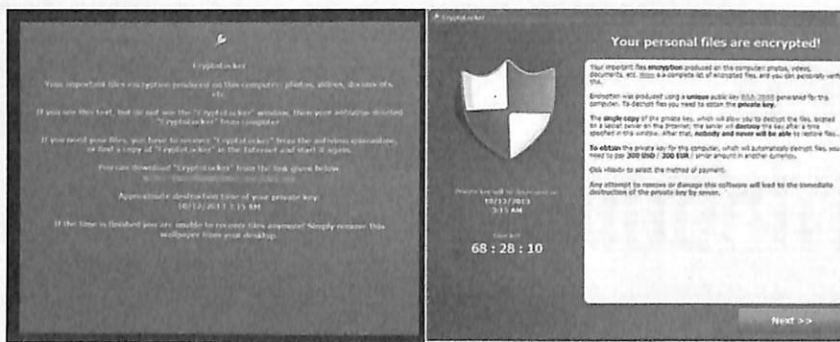 CryptoLocker
Your important files encryption produced on this computer: photos, videos, documents,
etc.
If you see this text, but do not see the "CryptoLocker" window, then your antivirus deleted
"CryptoLocker" from computer.
If you need your files, you have to recover "CryptoLocker" from the antivirus quarantine,
or find a copy of "CryptoLocker" in the Internet and start it again.
You can download "CryptoLocker" from the link given below
Approximate destruction time of your private key:
10/12/2013 3:15 AM
If the time is finished you are unable to recover files anymore! Simply remove this
wallpaper from your desktop.
CryptoLocker
Your personal files are encrypted!
Your important files encryption produced on this computer: photos, videos,
documents, etc. Here is a complete list of encrypted files, and you can personally verify
this.
Encryption was produced using a unique public key RSA-2048 generated for this
computer. To decrypt files you need to obtain the private key.
The single copy of the private key, which will allow you to decrypt the files, located
on a secret server on the Internet; the server will destroy the key after a time
specified in this window. After that, nobody and never will be able to restore files...
To obtain the private key for this computer, which will automatically decrypt files, you
need to pay 300 USD / 300 EUR / similar amount in another currency.
Click «Next» to select the method of payment.
Any attempt to remove or damage this software will lead to the immediate
destruction of the private key by server.
Private key will be destroyed on
10/12/2013
3:15 AM
Time left
68 : 28 : 10
Next >>